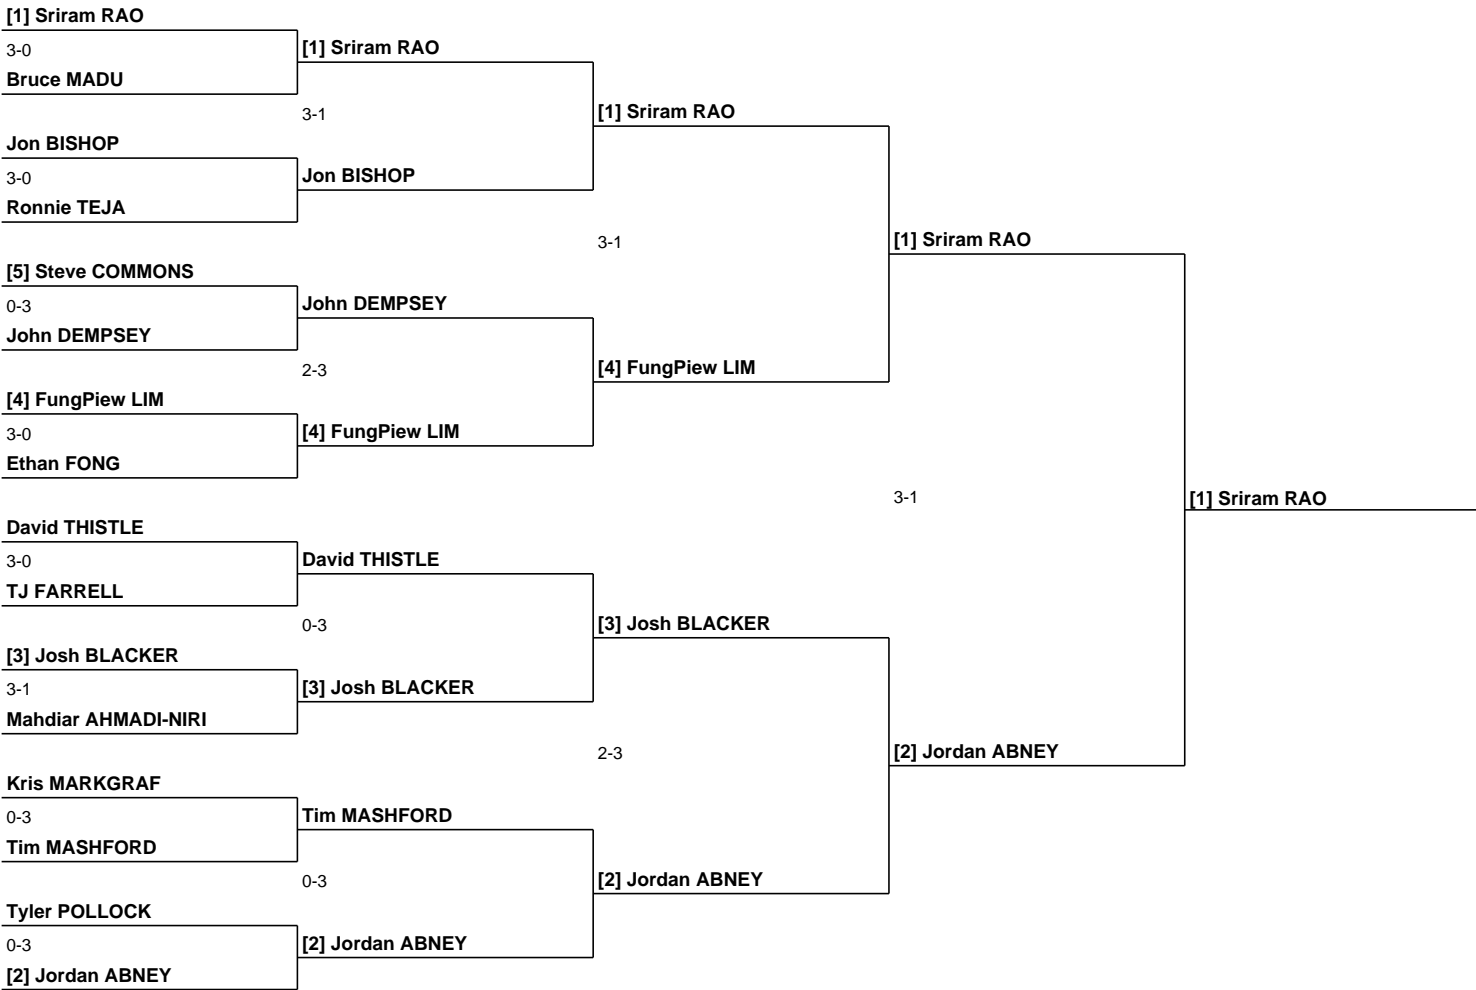 [1] Sriram RAO
3-0
[1] Sriram RAO
Bruce MADU
3-1
[1] Sriram RAO
Jon BISHOP
3-0
Jon BISHOP
Ronnie TEJA
3-1
[1] Sriram RAO
[5] Steve COMMONS
0-3
John DEMPSEY
John DEMPSEY
2-3
[4] FungPiew LIM
[4] FungPiew LIM
3-0
[4] FungPiew LIM
Ethan FONG
3-1
[1] Sriram RAO
David THISTLE
3-0
David THISTLE
TJ FARRELL
0-3
[3] Josh BLACKER
[3] Josh BLACKER
3-1
[3] Josh BLACKER
Mahdiar AHMADI-NIRI
2-3
[2] Jordan ABNEY
Kris MARKGRAF
0-3
Tim MASHFORD
Tim MASHFORD
0-3
[2] Jordan ABNEY
Tyler POLLOCK
0-3
[2] Jordan ABNEY
[2] Jordan ABNEY